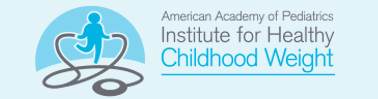 American Academy of Pediatrics
Institute for Healthy
Childhood Weight